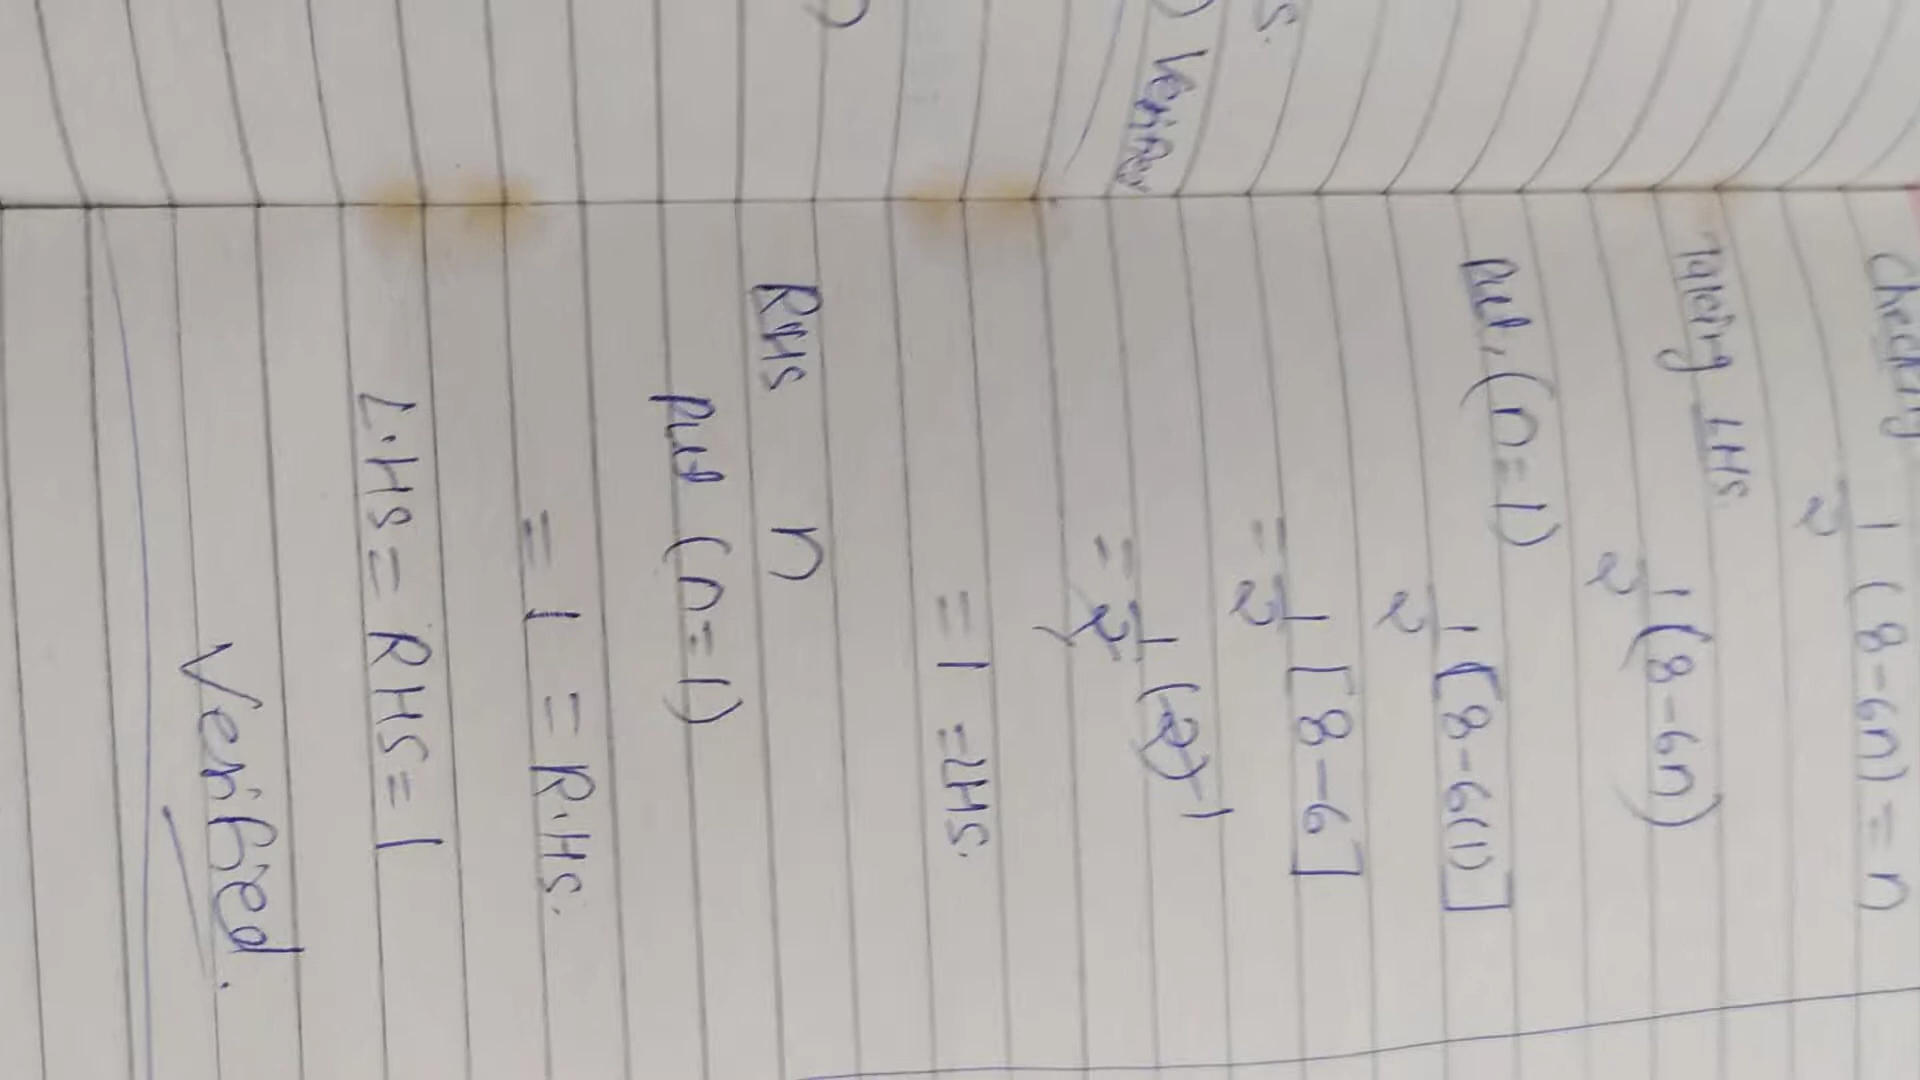 Checking
1/2 (8-6n) = n
Taking LHS
1/2 (8-6n)
Put, (n=1)
1/2 [8-6(1)]
= 1/2 [8-6]
= 1/2 (2) 1
= 1 = LHS.
RHS n
Put (n=1)
= 1 = R.HS.
L.HS = RHS = 1
Verified.